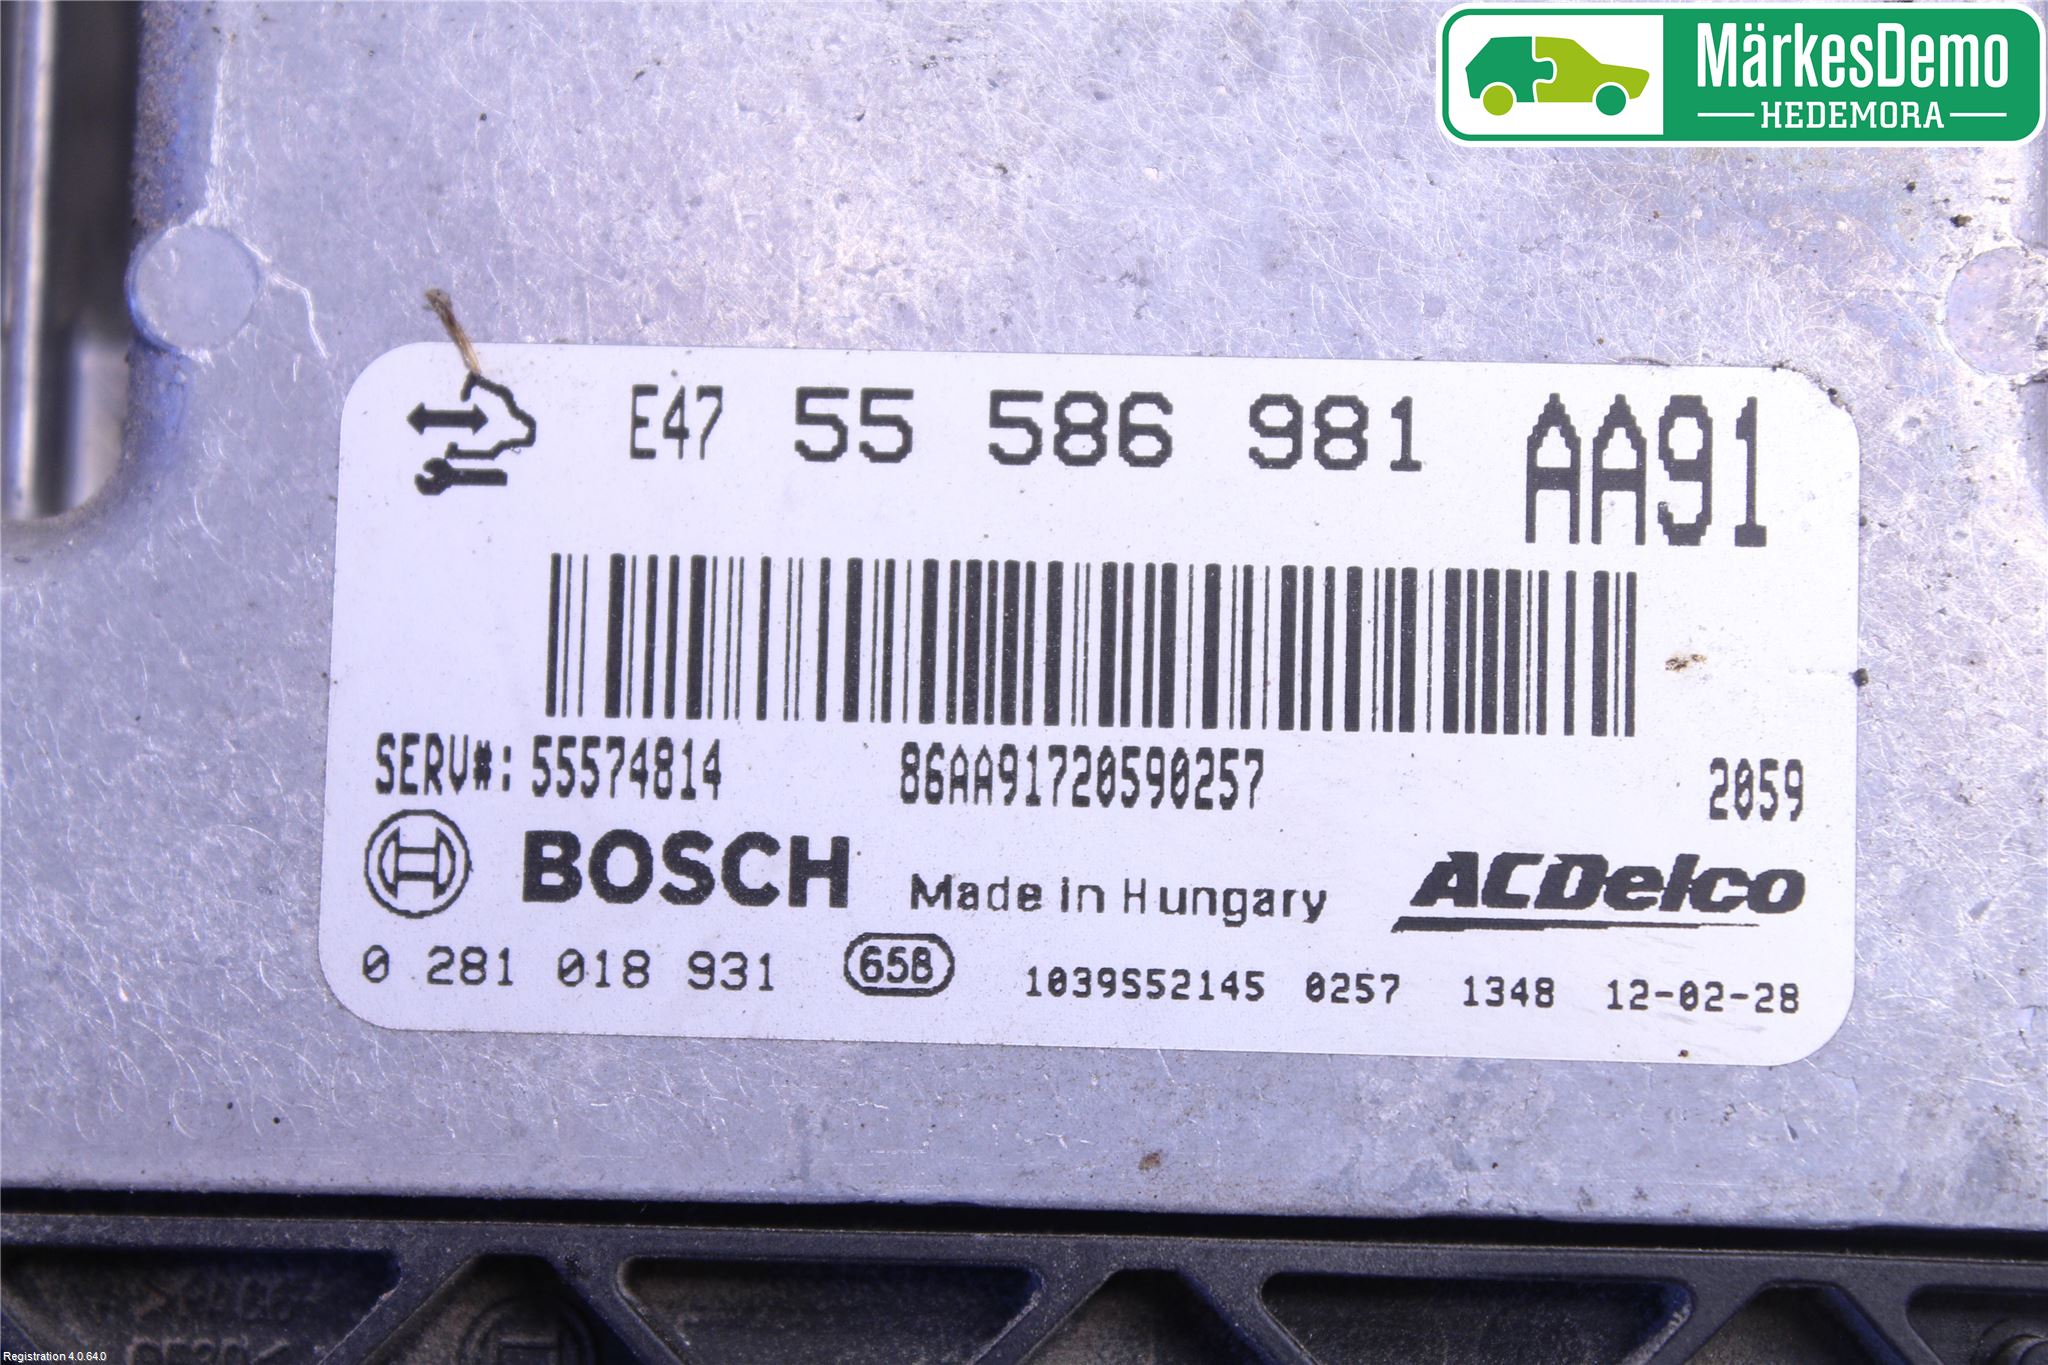 MärkesDemo
HEDEMORA
E47 55 586 981 AA91
SERV#: 55574814 86AA91720590257 2059
BOSCH Made in Hungary ACDelco
0 281 018 931 658 1039S52145 0257 1348 12-02-28
Registration 4.0.64.0